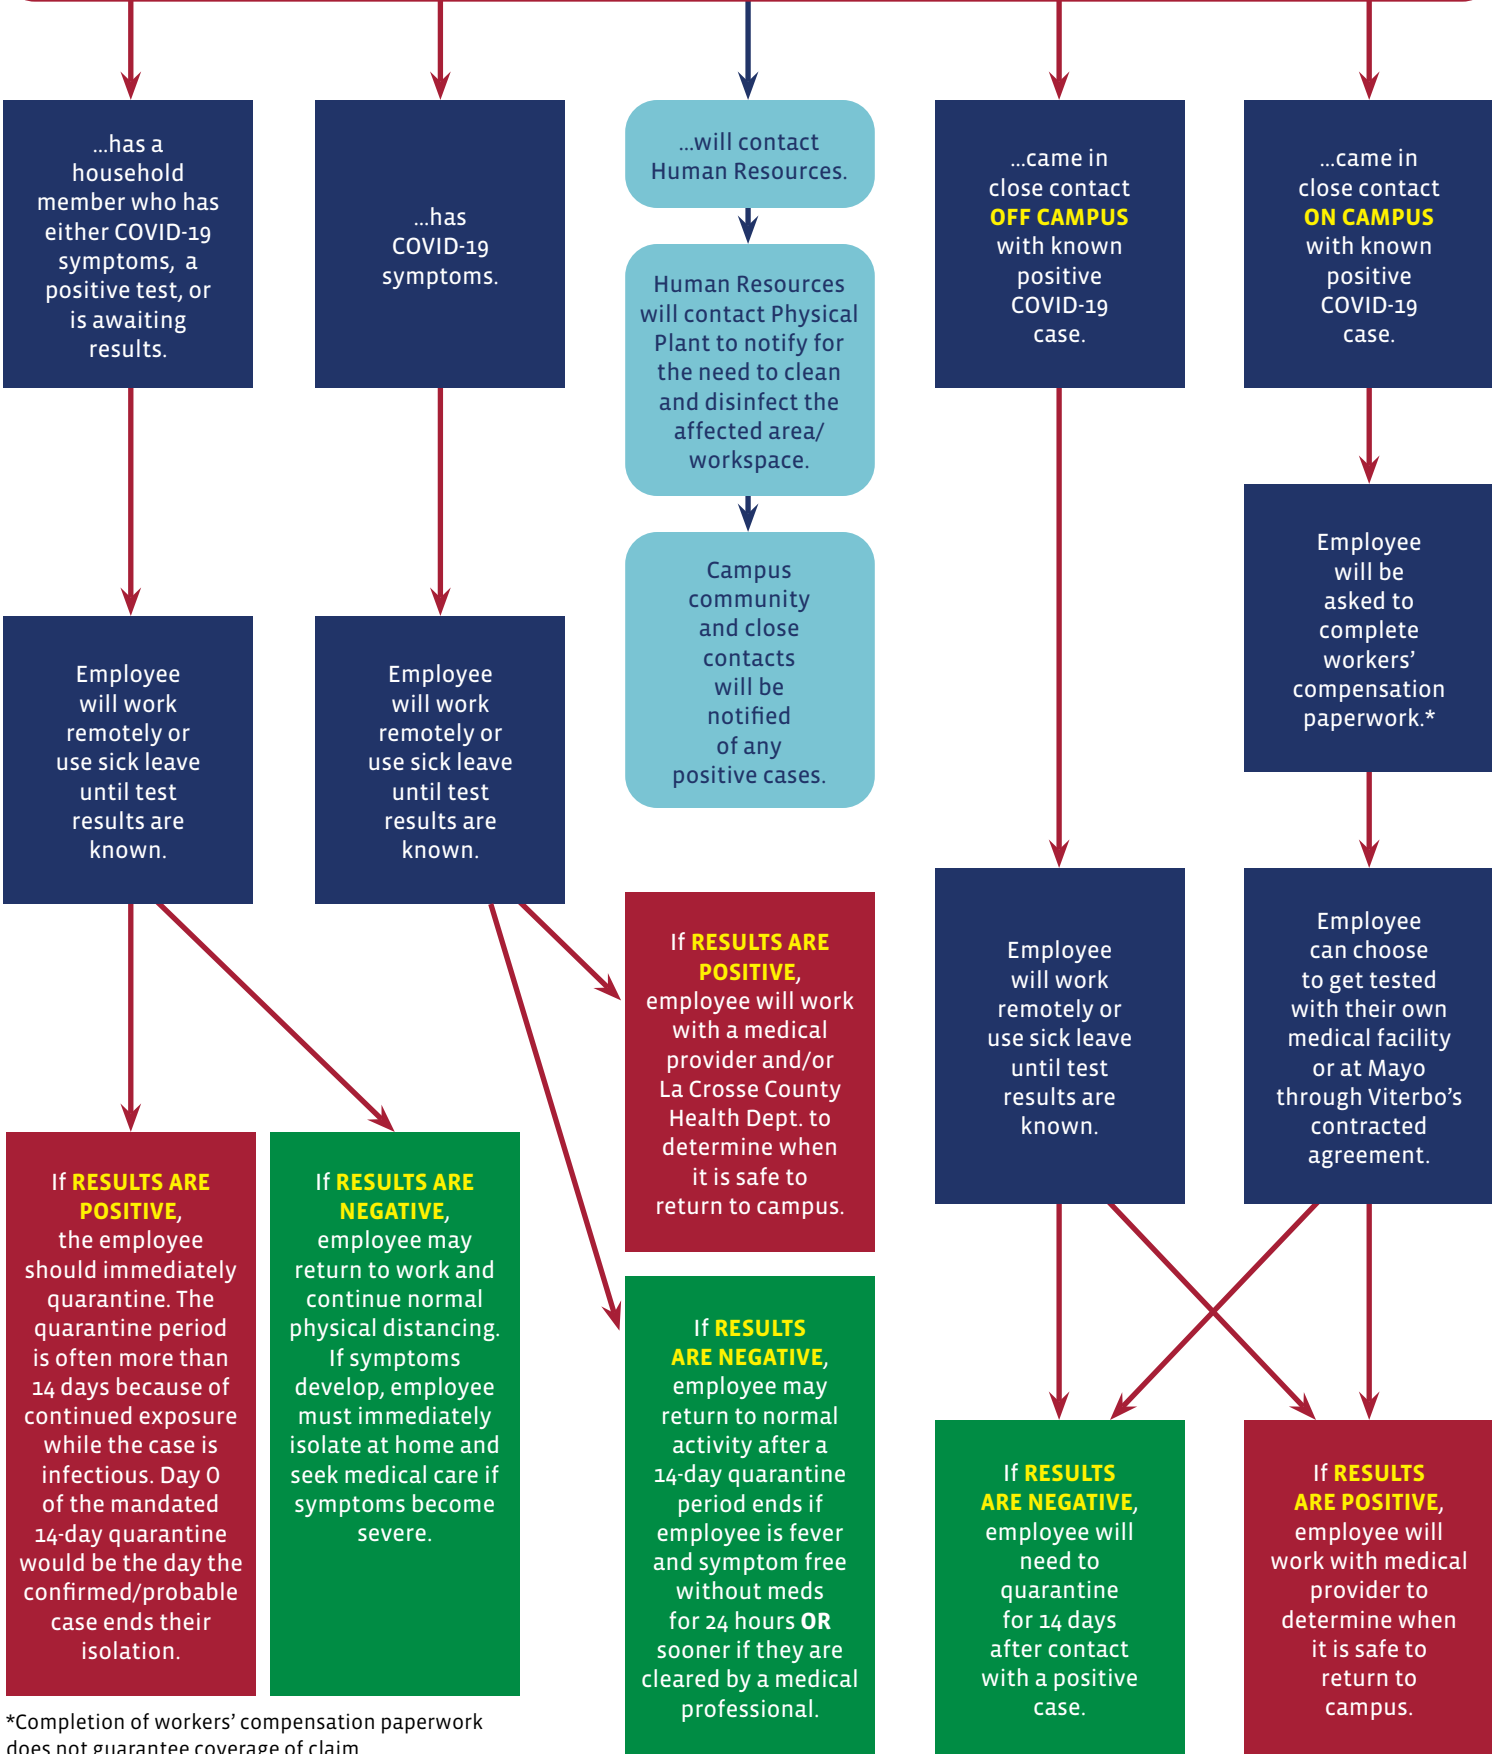 ...has a
household
member who has
either COVID-19
symptoms, a
positive test, or
is awaiting
results.
...has
COVID-19
symptoms.
...will contact
Human Resources.
...came in
close contact
OFF CAMPUS
with known
positive
COVID-19
case.
...came in
close contact
ON CAMPUS
with known
positive
COVID-19
case.
Human Resources
will contact Physical
Plant to notify for
the need to clean
and disinfect the
affected area/
workspace.
Employee
will be
asked to
complete
workers’
compensation
paperwork.*
Campus
community
and close
contacts
will be
notified
of any
positive cases.
Employee
will work
remotely or
use sick leave
until test
results are
known.
Employee
will work
remotely or
use sick leave
until test
results are
known.
If RESULTS ARE
POSITIVE,
employee will work
with a medical
provider and/or
La Crosse County
Health Dept. to
determine when
it is safe to
return to campus.
Employee
will work
remotely or
use sick leave
until test
results are
known.
Employee
can choose
to get tested
with their own
medical facility
or at Mayo
through Viterbo’s
contracted
agreement.
If RESULTS ARE
POSITIVE,
the employee
should immediately
quarantine. The
quarantine period
is often more than
14 days because of
continued exposure
while the case is
infectious. Day 0
of the mandated
14-day quarantine
would be the day the
confirmed/probable
case ends their
isolation.
If RESULTS ARE
NEGATIVE,
employee may
return to work and
continue normal
physical distancing.
If symptoms
develop, employee
must immediately
isolate at home and
seek medical care if
symptoms become
severe.
If RESULTS
ARE NEGATIVE,
employee may
return to normal
activity after a
14-day quarantine
period ends if
employee is fever
and symptom free
without meds
for 24 hours OR
sooner if they are
cleared by a medical
professional.
If RESULTS
ARE NEGATIVE,
employee will
need to
quarantine
for 14 days
after contact
with a positive
case.
If RESULTS
ARE POSITIVE,
employee will
work with medical
provider to
determine when
it is safe to
return to
campus.
*Completion of workers’ compensation paperwork
does not guarantee coverage of claim